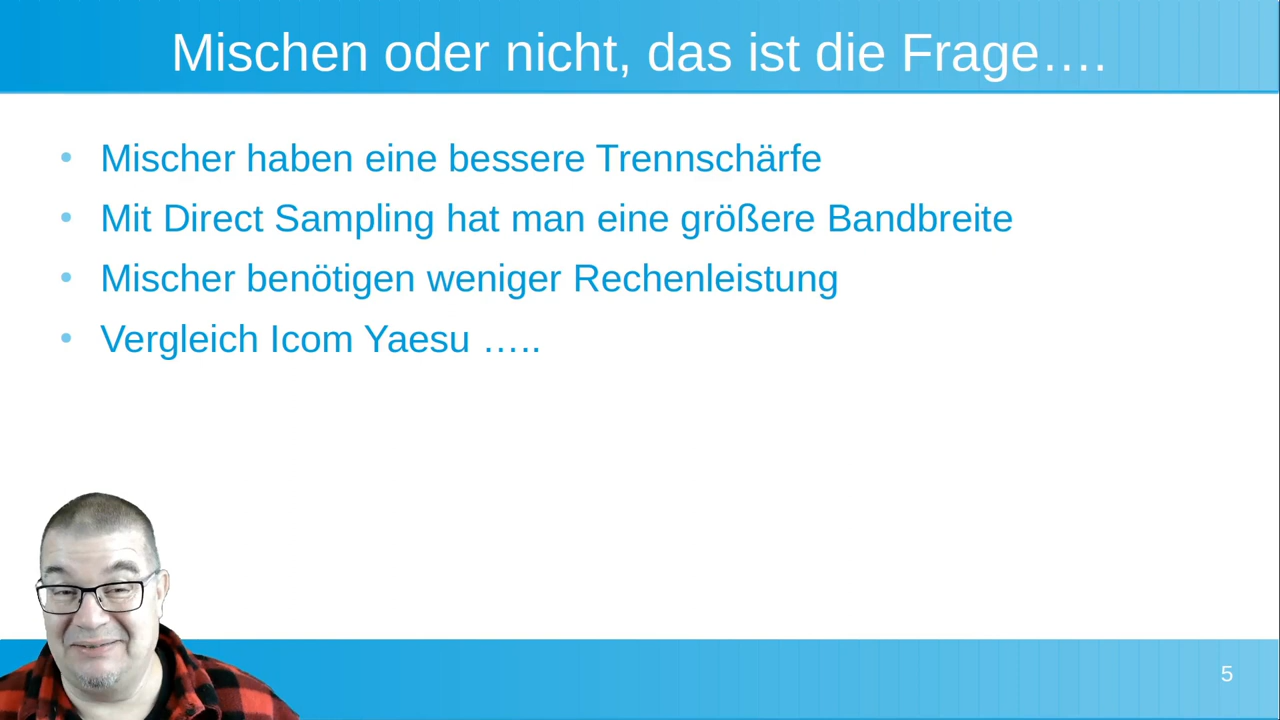 Mischen oder nicht, das ist die Frage….
• Mischer haben eine bessere Trennschärfe
• Mit Direct Sampling hat man eine größere Bandbreite
• Mischer benötigen weniger Rechenleistung
• Vergleich Icom Yaesu …..
5